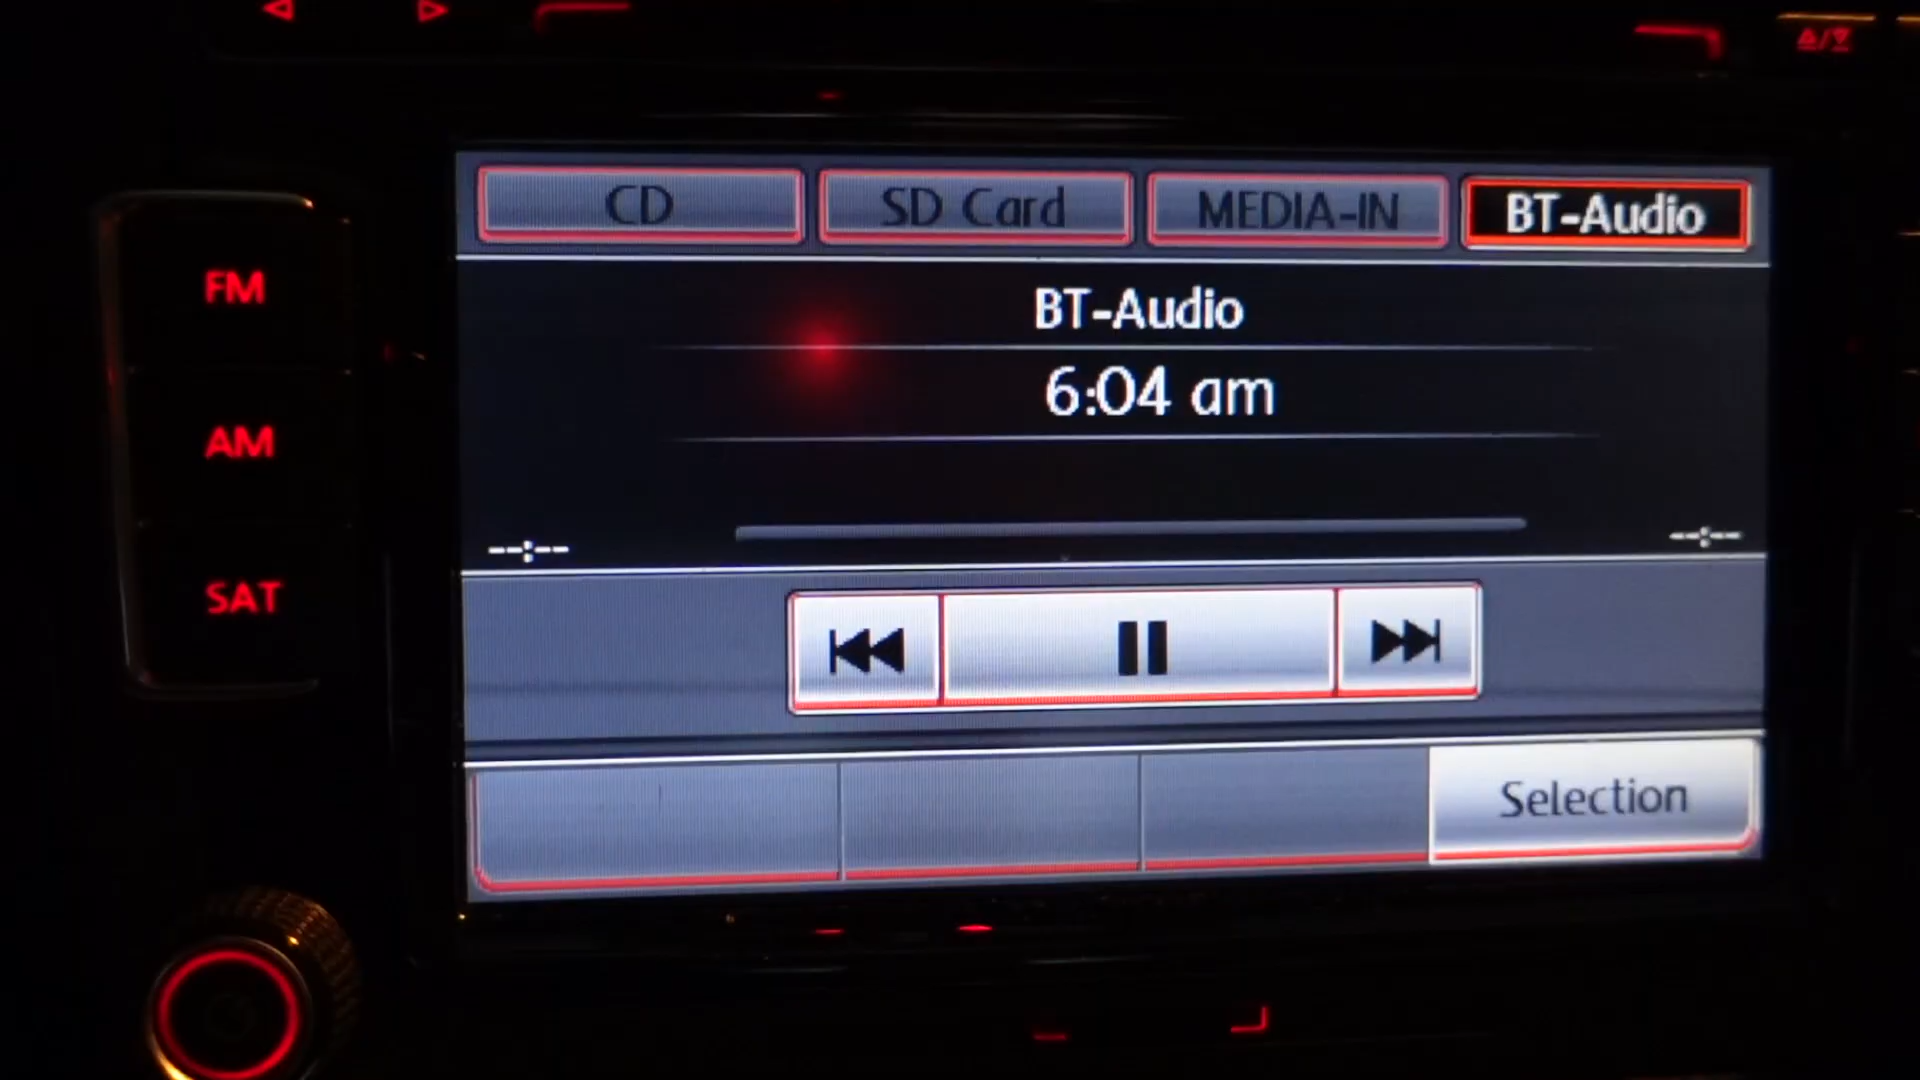 CD
SD Card
MEDIA-IN
BT-Audio
BT-Audio
6:04 am
--:--
--:--
Selection
FM
AM
SAT